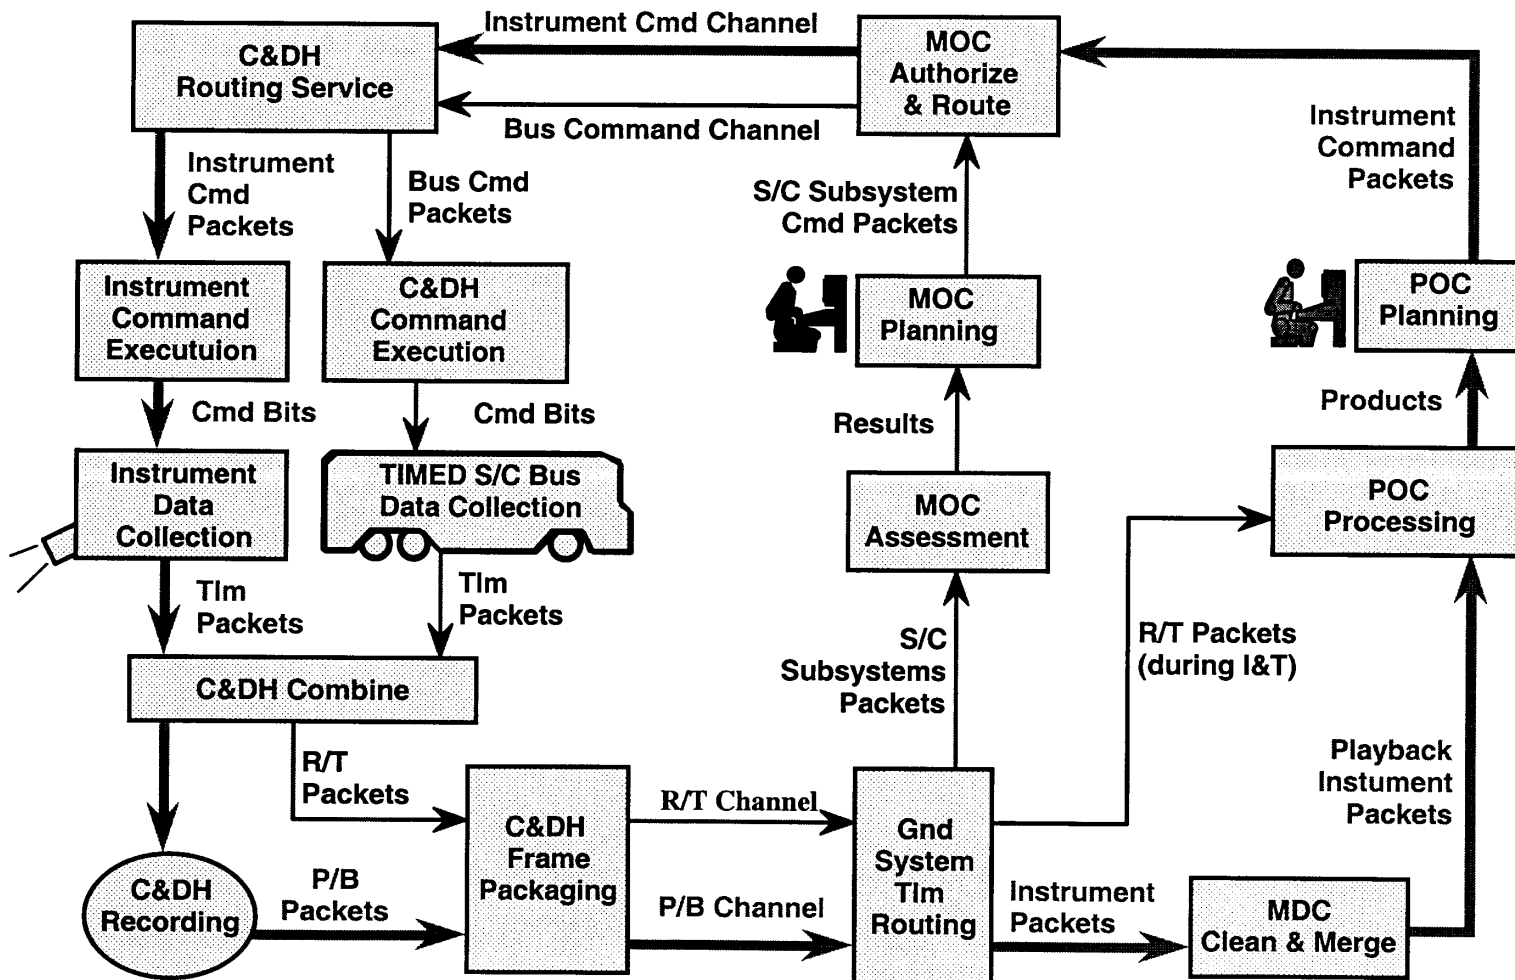 Instrument Cmd Channel
C&DH
Routing Service
MOC
Authorize
& Route
Bus Command Channel
Instrument
Command
Packets
Instrument
Cmd
Packets
Bus Cmd
Packets
S/C Subsystem
Cmd Packets
Instrument
Command
Executuion
C&DH
Command
Execution
MOC
Planning
POC
Planning
Cmd Bits
Cmd Bits
Results
Products
Instrument
Data
Collection
TIMED S/C Bus
Data Collection
MOC
Assessment
POC
Processing
Tlm
Packets
Tlm
Packets
S/C
Subsystems
Packets
R/T Packets
(during I&T)
C&DH Combine
R/T
Packets
Playback
Instument
Packets
C&DH
Frame
Packaging
R/T Channel
Gnd
System
Tlm
Routing
C&DH
Recording
P/B
Packets
P/B Channel
Instrument
Packets
MDC
Clean & Merge